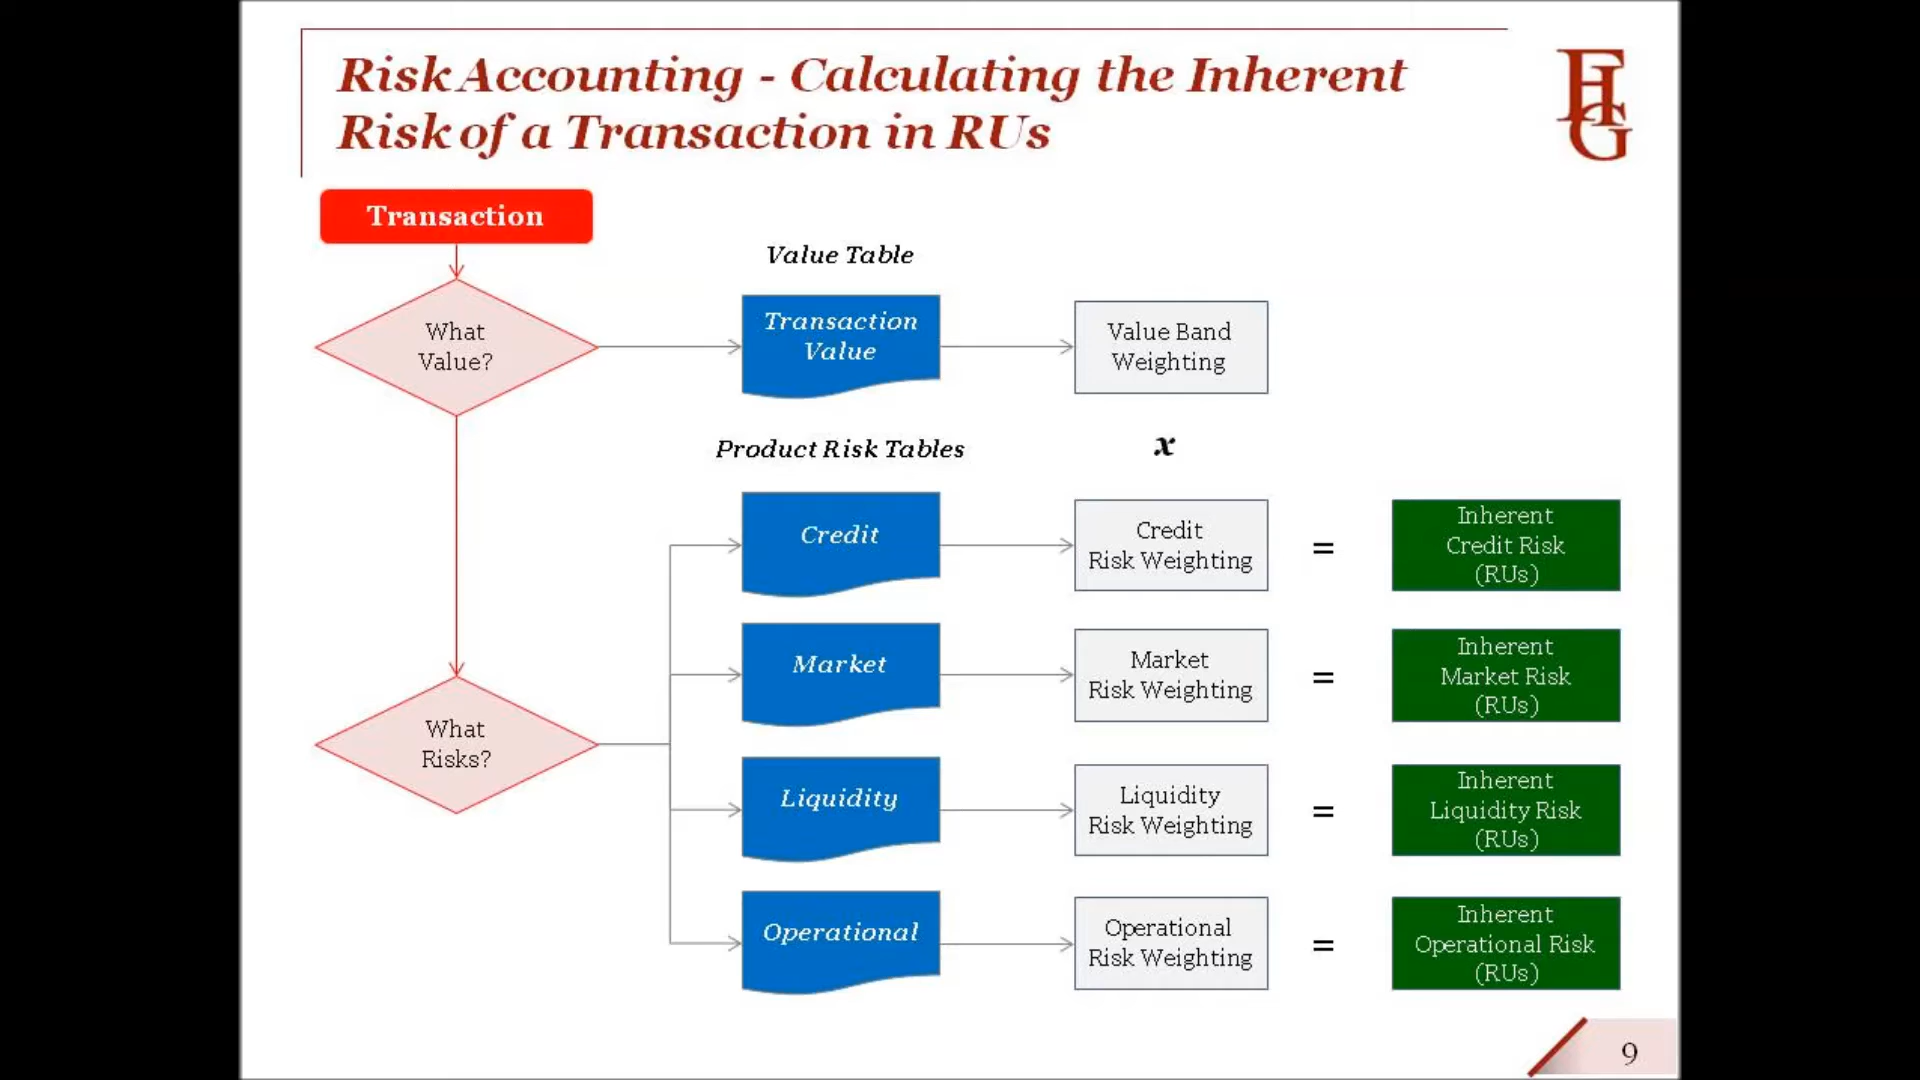 Risk Accounting - Calculating the Inherent
Risk of a Transaction in RUs
FHG
Transaction
Value Table
What
Value?
Transaction
Value
Value Band
Weighting
Product Risk Tables
x
Credit
Credit
Risk Weighting
=
Inherent
Credit Risk
(RUs)
Market
Market
Risk Weighting
=
Inherent
Market Risk
(RUs)
What
Risks?
Liquidity
Liquidity
Risk Weighting
=
Inherent
Liquidity Risk
(RUs)
Operational
Operational
Risk Weighting
=
Inherent
Operational Risk
(RUs)
9